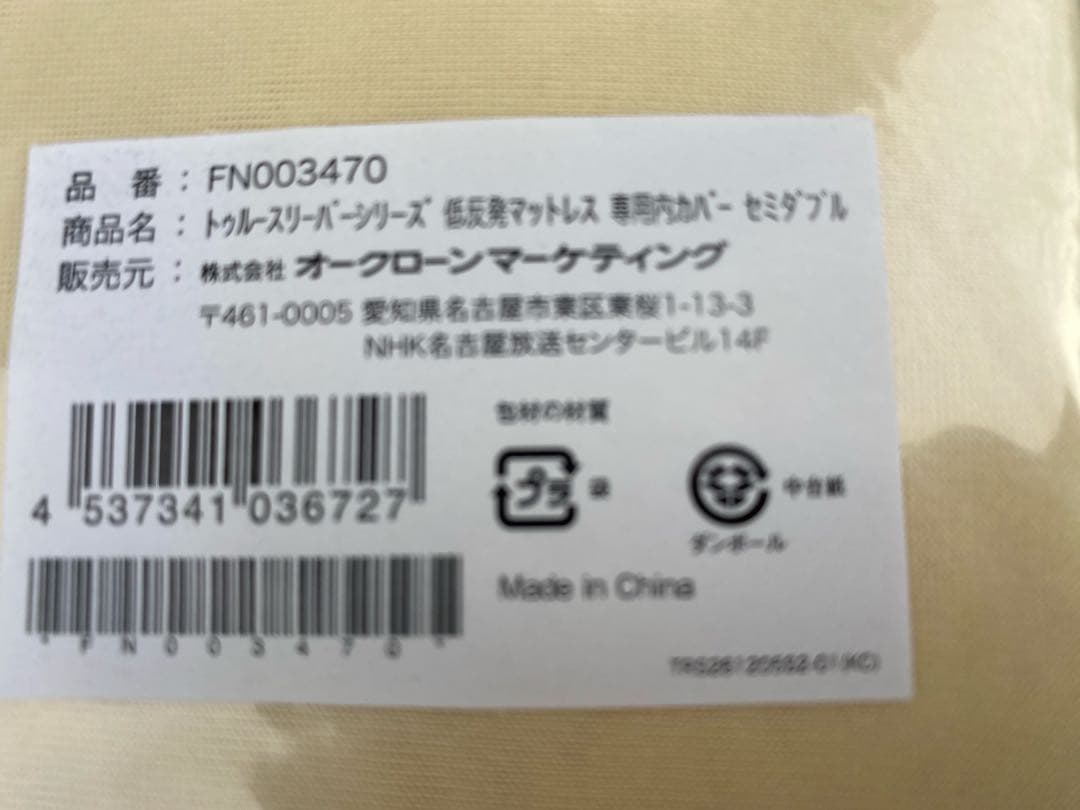 品　番：FN003470
商品名：トゥルースリーパーシリーズ 低反発マットレス 専用内カバー セミダブル
販売元：株式会社 オークローンマーケティング
〒461-0005 愛知県名古屋市東区東桜1-13-3
NHK名古屋放送センタービル14F
包材の材質
プラ 袋
中台紙
ダンボール
4 537341 036727
Made in China
*FN003470*